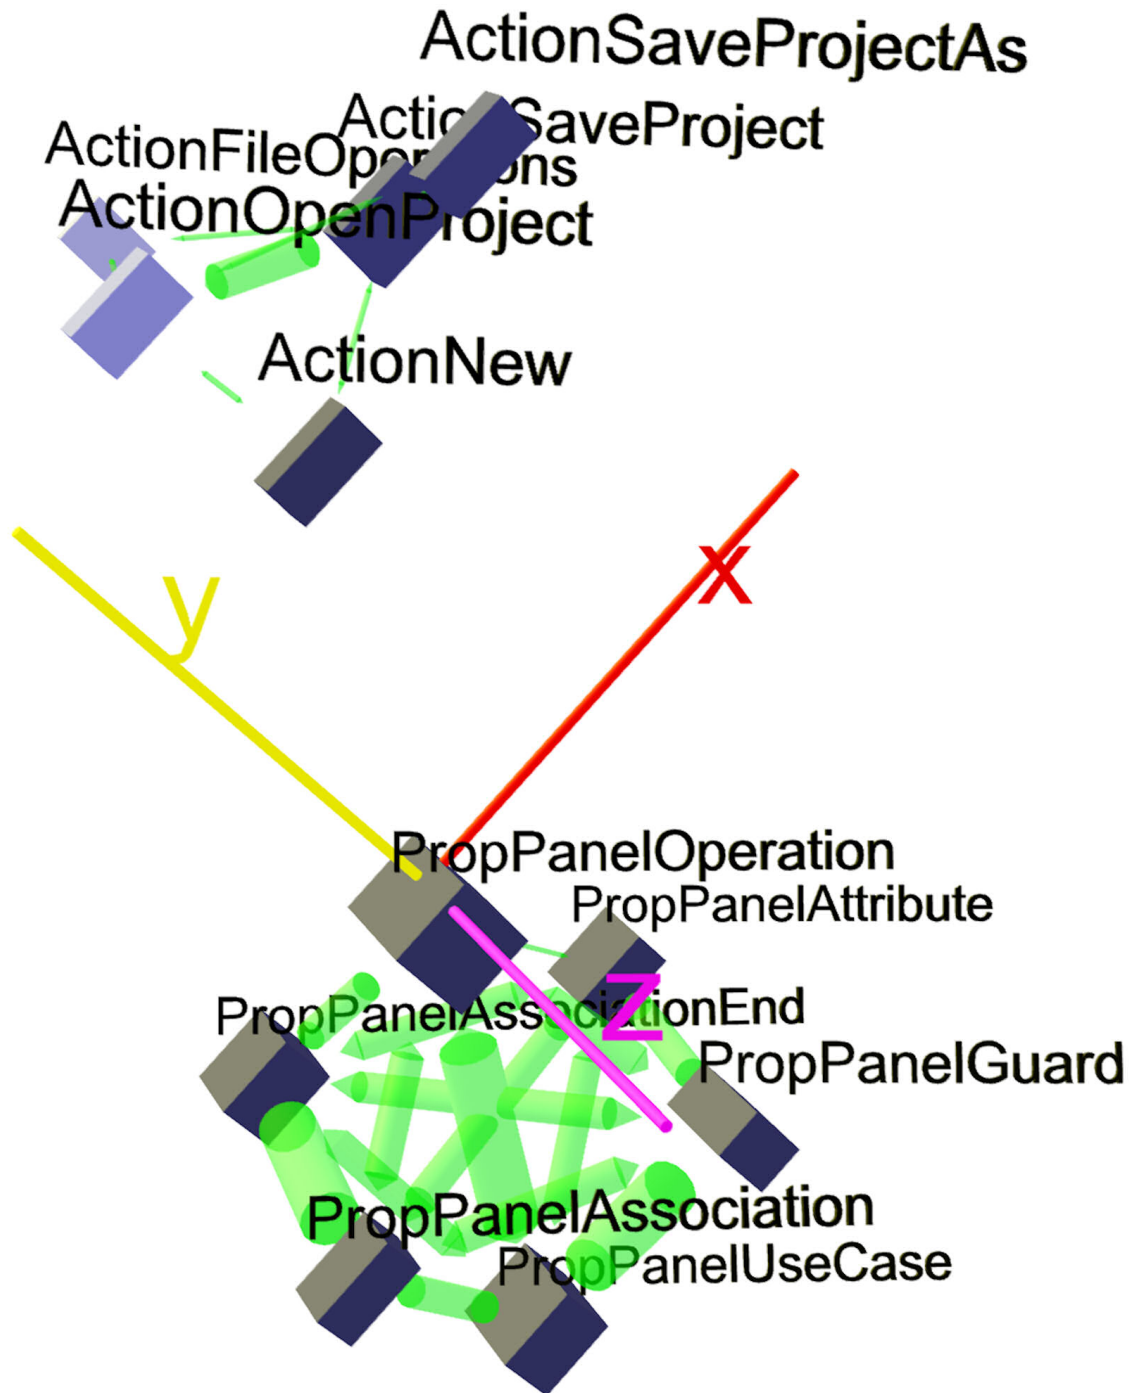 ActionSaveProjectAs
ActionSaveProject
ActionFileOperations
ActionOpenProject
ActionNew
x
y
PropPanelOperation
PropPanelAttribute
z
PropPanelAssociationEnd
PropPanelGuard
PropPanelAssociation
PropPanelUseCase